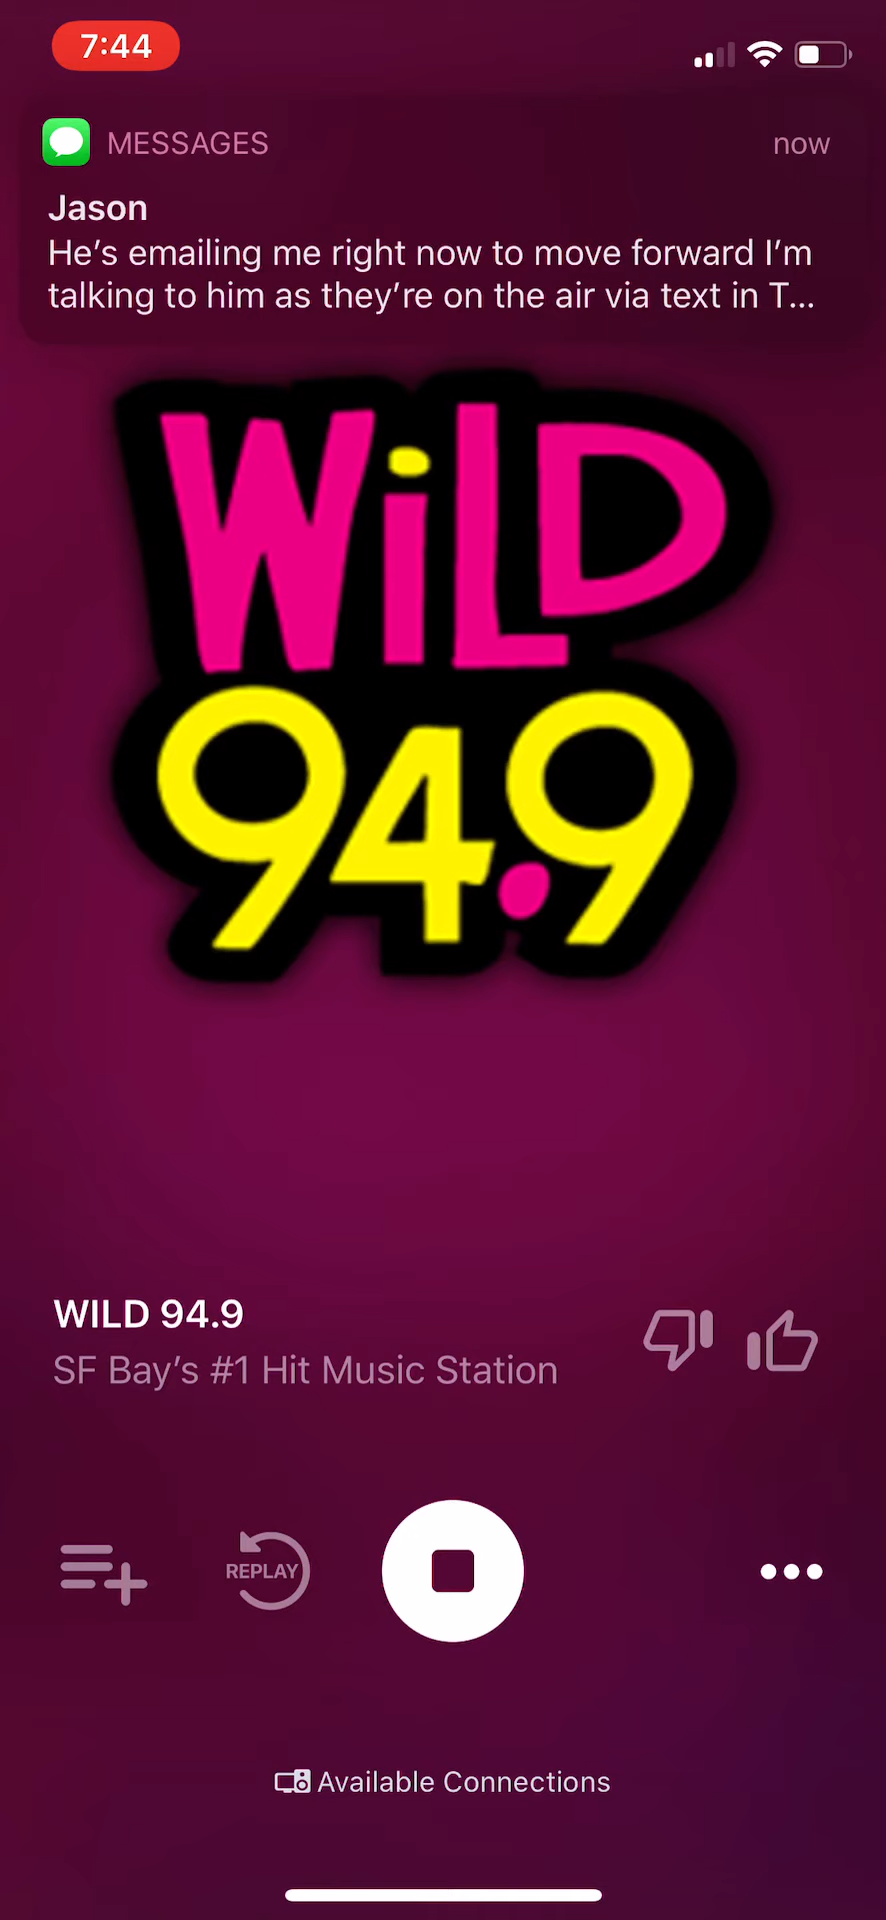 7:44
MESSAGES
now
Jason
He’s emailing me right now to move forward I’m
talking to him as they’re on the air via text in T...
WiLD
94.9
WILD 94.9
SF Bay’s #1 Hit Music Station
REPLAY
Available Connections